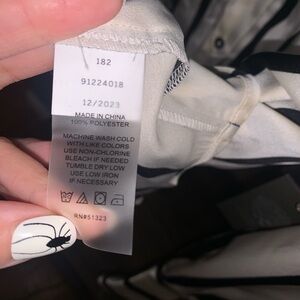 182
91224018
12/2023
MADE IN CHINA
100% POLYESTER
MACHINE WASH COLD
WITH LIKE COLORS
USE NON-CHLORINE
BLEACH IF NEEDED
TUMBLE DRY LOW
USE LOW IRON
IF NECESSARY
RN#51323